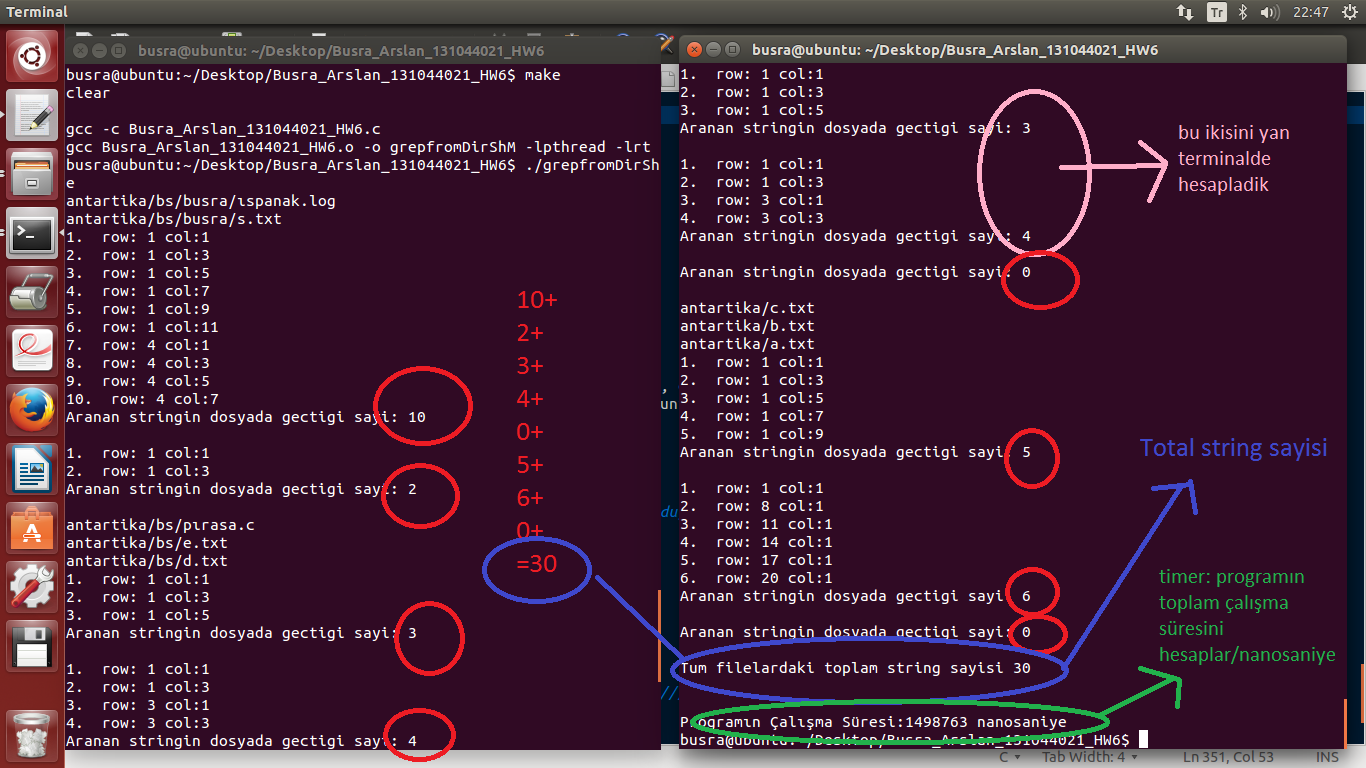 Terminal
Tr
22:47
busra@ubuntu: ~/Desktop/Busra_Arslan_131044021_HW6
busra@ubuntu:~/Desktop/Busra_Arslan_131044021_HW6$ make
clear
gcc -c Busra_Arslan_131044021_HW6.c
gcc Busra_Arslan_131044021_HW6.o -o grepfromDirShM -lpthread -lrt
busra@ubuntu:~/Desktop/Busra_Arslan_131044021_HW6$ ./grepfromDirSh
e
antartika/bs/busra/ıspanak.log
antartika/bs/busra/s.txt
1.  row: 1 col:1
2.  row: 1 col:3
3.  row: 1 col:5
4.  row: 1 col:7
5.  row: 1 col:9
6.  row: 1 col:11
7.  row: 4 col:1
8.  row: 4 col:3
9.  row: 4 col:5
10.  row: 4 col:7
Aranan stringin dosyada gectigi sayi: 10
1.  row: 1 col:1
2.  row: 1 col:3
Aranan stringin dosyada gectigi sayi: 2
antartika/bs/pırasa.c
antartika/bs/e.txt
antartika/bs/d.txt
1.  row: 1 col:1
2.  row: 1 col:3
3.  row: 1 col:5
Aranan stringin dosyada gectigi sayi: 3
1.  row: 1 col:1
2.  row: 1 col:3
3.  row: 3 col:1
4.  row: 3 col:3
Aranan stringin dosyada gectigi sayi: 4
10+
2+
3+
4+
0+
5+
6+
0+
=30
busra@ubuntu: ~/Desktop/Busra_Arslan_131044021_HW6
1.  row: 1 col:1
2.  row: 1 col:3
3.  row: 1 col:5
Aranan stringin dosyada gectigi sayi: 3
1.  row: 1 col:1
2.  row: 1 col:3
3.  row: 3 col:1
4.  row: 3 col:3
Aranan stringin dosyada gectigi sayi: 4
Aranan stringin dosyada gectigi sayi: 0
antartika/c.txt
antartika/b.txt
antartika/a.txt
1.  row: 1 col:1
2.  row: 1 col:3
3.  row: 1 col:5
4.  row: 1 col:7
5.  row: 1 col:9
Aranan stringin dosyada gectigi sayi: 5
1.  row: 1 col:1
2.  row: 8 col:1
3.  row: 11 col:1
4.  row: 14 col:1
5.  row: 17 col:1
6.  row: 20 col:1
Aranan stringin dosyada gectigi sayi: 6
Aranan stringin dosyada gectigi sayi: 0
Tum filelardaki toplam string sayisi 30
Programın Çalışma Süresi:1498763 nanosaniye
busra@ubuntu:~/Desktop/Busra_Arslan_131044021_HW6$
bu ikisini yan
terminalde
hesapladik
Total string sayisi
timer: programın
toplam çalışma
süresini
hesaplar/nanosaniye
C
Tab Width: 4
Ln 351, Col 53
INS